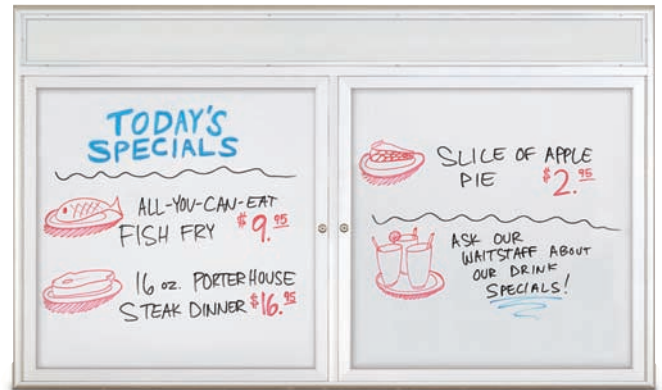 TODAY'S
SPECIALS
ALL-YOU-CAN-EAT
FISH FRY $9.95
16 oz. PORTERHOUSE
STEAK DINNER $16.95
SLICE OF APPLE
PIE $2.95
ASK OUR
WAITSTAFF ABOUT
OUR DRINK
SPECIALS!